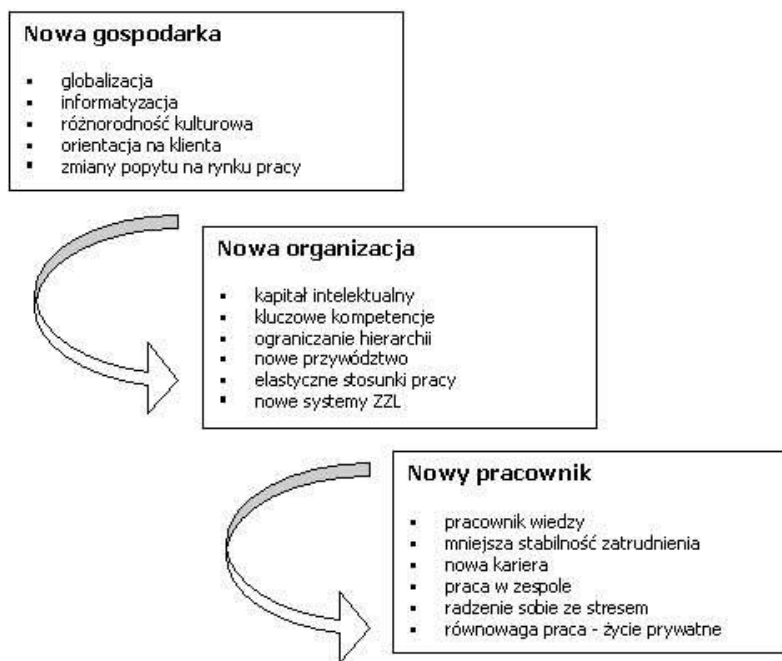 Nowa gospodarka
▪ globalizacja
▪ informatyzacja
▪ różnorodność kulturowa
▪ orientacja na klienta
▪ zmiany popytu na rynku pracy
Nowa organizacja
▪ kapitał intelektualny
▪ kluczowe kompetencje
▪ ograniczanie hierarchii
▪ nowe przywództwo
▪ elastyczne stosunki pracy
▪ nowe systemy ZZL
Nowy pracownik
▪ pracownik wiedzy
▪ mniejsza stabilność zatrudnienia
▪ nowa kariera
▪ praca w zespole
▪ radzenie sobie ze stresem
▪ równowaga praca - życie prywatne